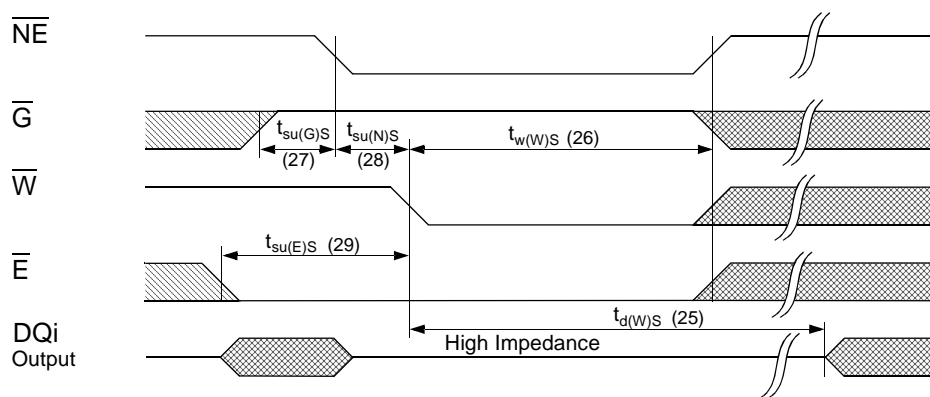 NE
G
tsu(G)S tsu(N)S tw(W)S (26)
(27) (28)
W
tsu(E)S (29)
E
td(W)S (25)
DQi
Output
High Impedance